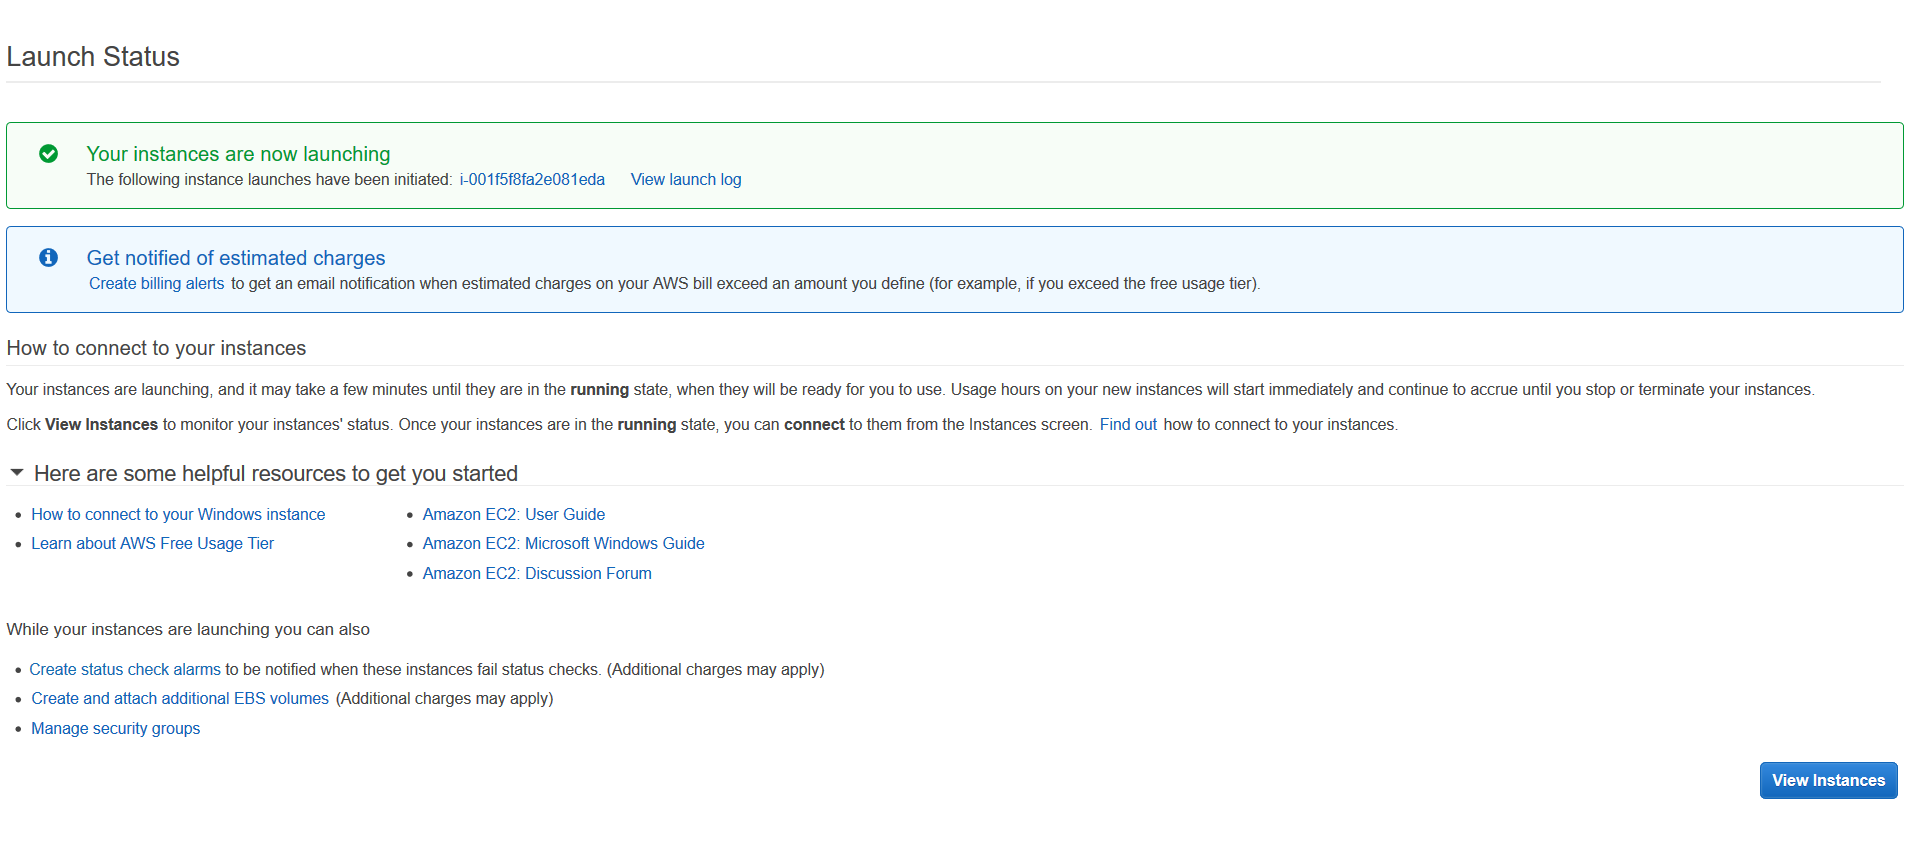 Launch Status
Your instances are now launching
The following instance launches have been initiated: i-001f5f8fa2e081eda View launch log
Get notified of estimated charges
Create billing alerts to get an email notification when estimated charges on your AWS bill exceed an amount you define (for example, if you exceed the free usage tier).
How to connect to your instances
Your instances are launching, and it may take a few minutes until they are in the running state, when they will be ready for you to use. Usage hours on your new instances will start immediately and continue to accrue until you stop or terminate your instances.
Click View Instances to monitor your instances' status. Once your instances are in the running state, you can connect to them from the Instances screen. Find out how to connect to your instances.
Here are some helpful resources to get you started
How to connect to your Windows instance
Learn about AWS Free Usage Tier
Amazon EC2: User Guide
Amazon EC2: Microsoft Windows Guide
Amazon EC2: Discussion Forum
While your instances are launching you can also
Create status check alarms to be notified when these instances fail status checks. (Additional charges may apply)
Create and attach additional EBS volumes (Additional charges may apply)
Manage security groups
View Instances